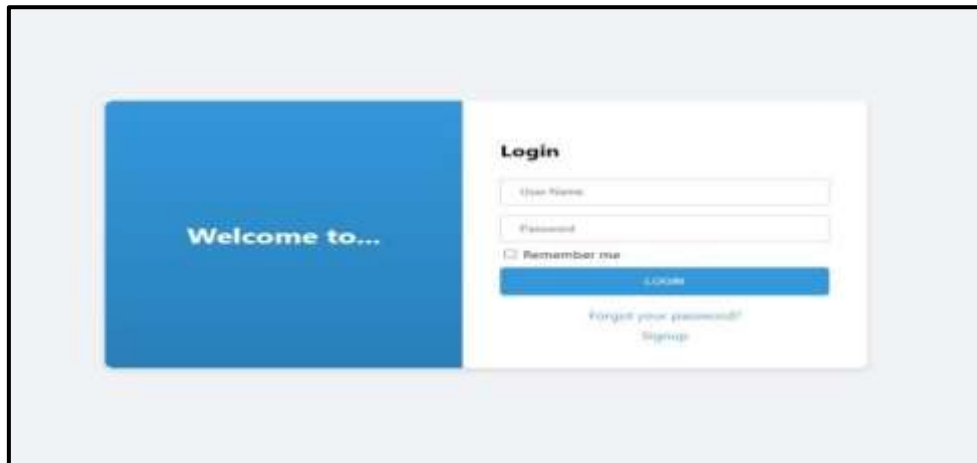 Welcome to...
Login
User Name
Password
Remember me
LOGIN
Forgot your password?
Signup